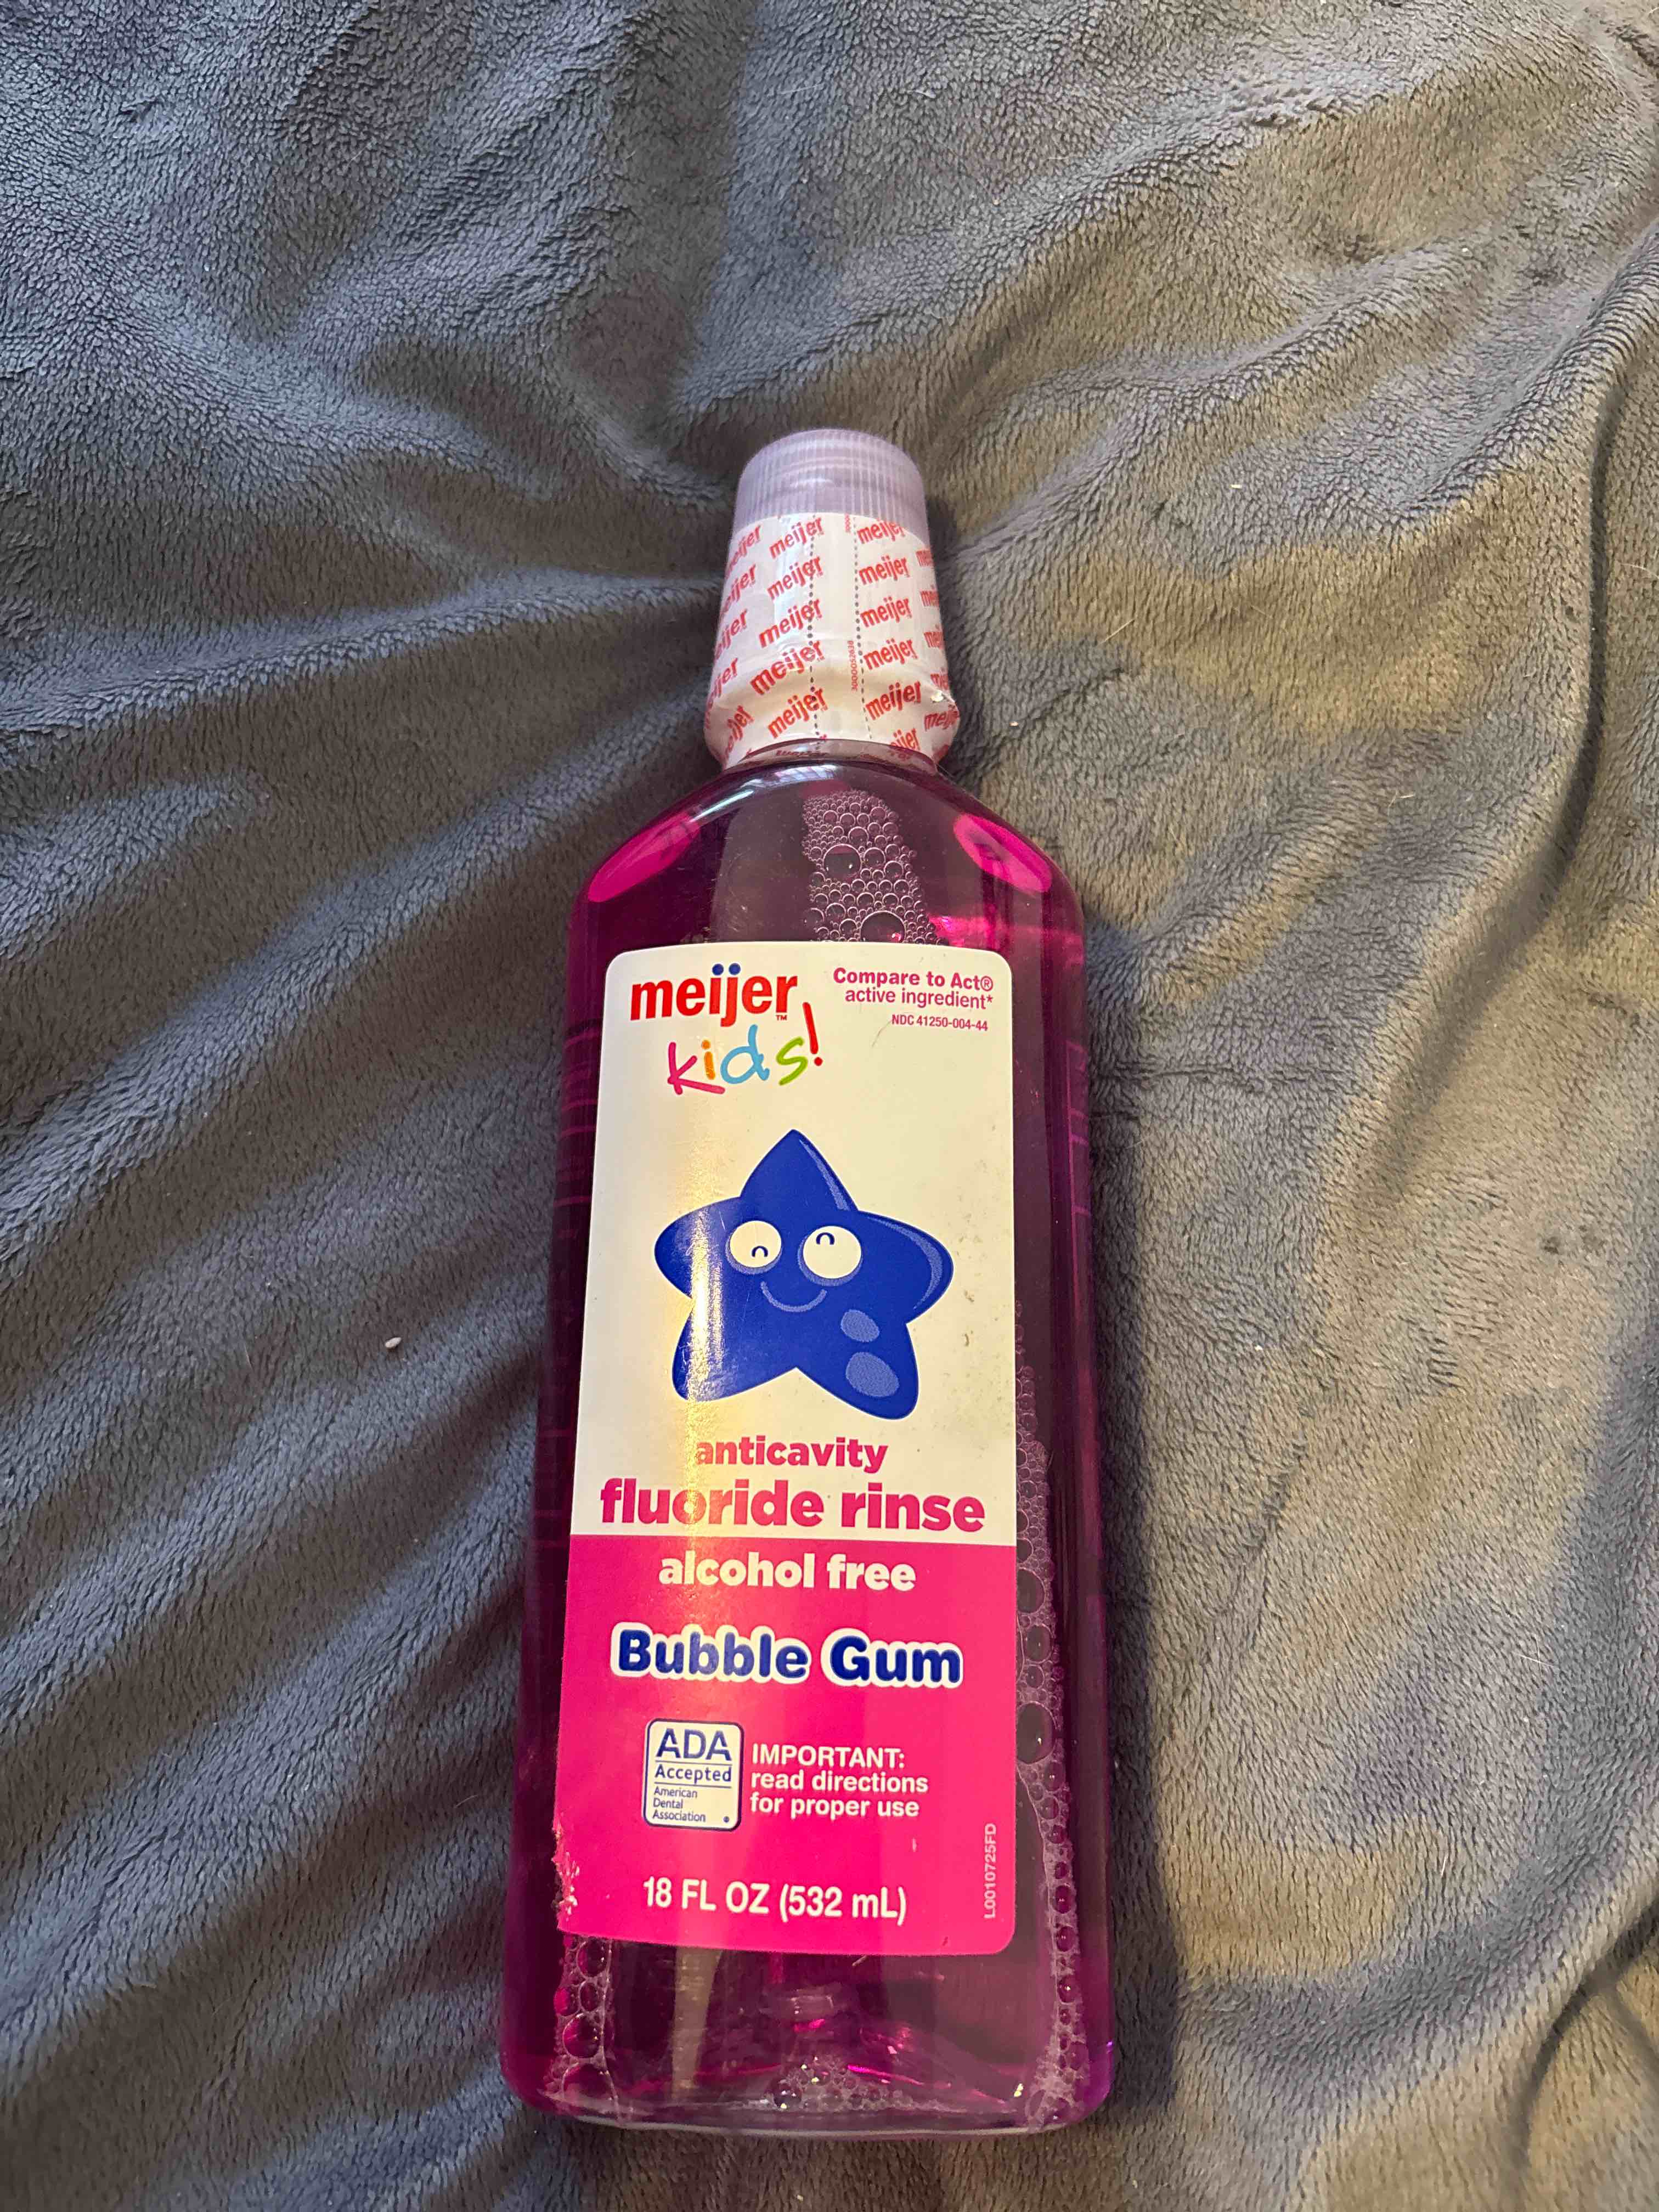 meijer meijer meijer
meijer meijer
meijer meijer
meijer meijer
meijer meijer
meijer
Compare to Act®
active ingredient*
NDC 41250-004-44
kids!
anticavity
fluoride rinse
alcohol free
Bubble Gum
ADA
Accepted
American
Dental
Association
IMPORTANT:
read directions
for proper use
18 FL OZ (532 mL)
L0010725FD